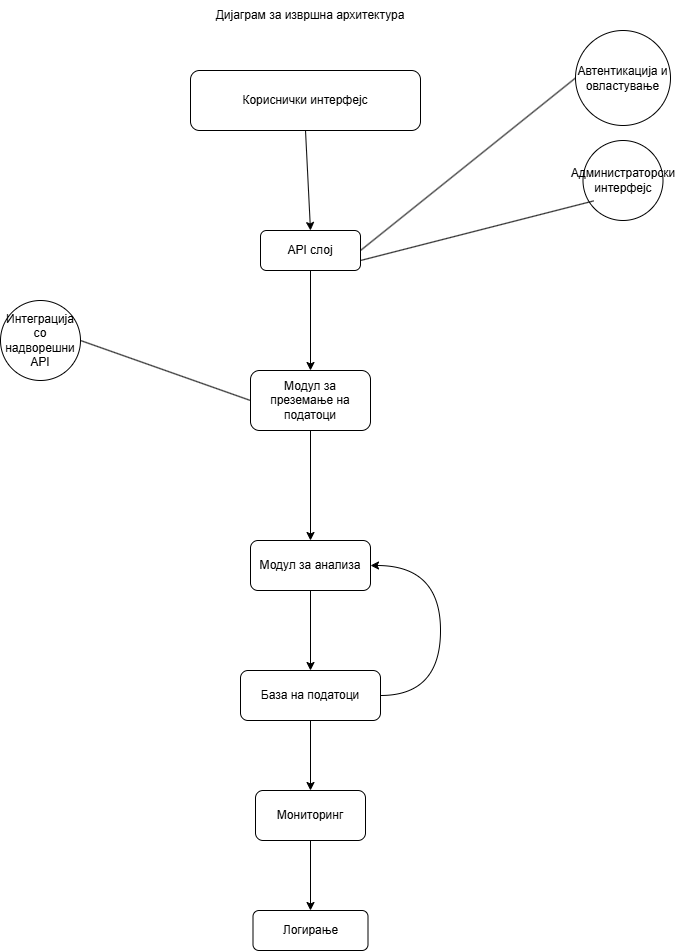 Дијаграм за извршна архитектура
Автентикација и
овластување
Кориснички интерфејс
Администраторски
интерфејс
API слој
Интеграција
со
надворешни
API
Модул за
преземање на
податоци
Модул за анализа
База на податоци
Мониторинг
Логирање